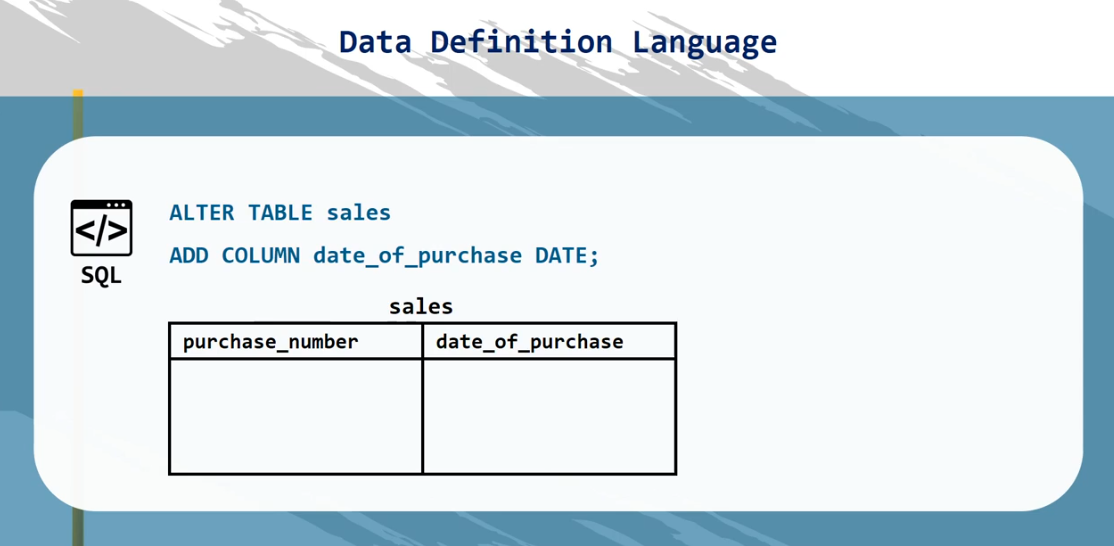 Data Definition Language
</>
SQL
ALTER TABLE sales
ADD COLUMN date_of_purchase DATE;
sales
purchase_number
date_of_purchase